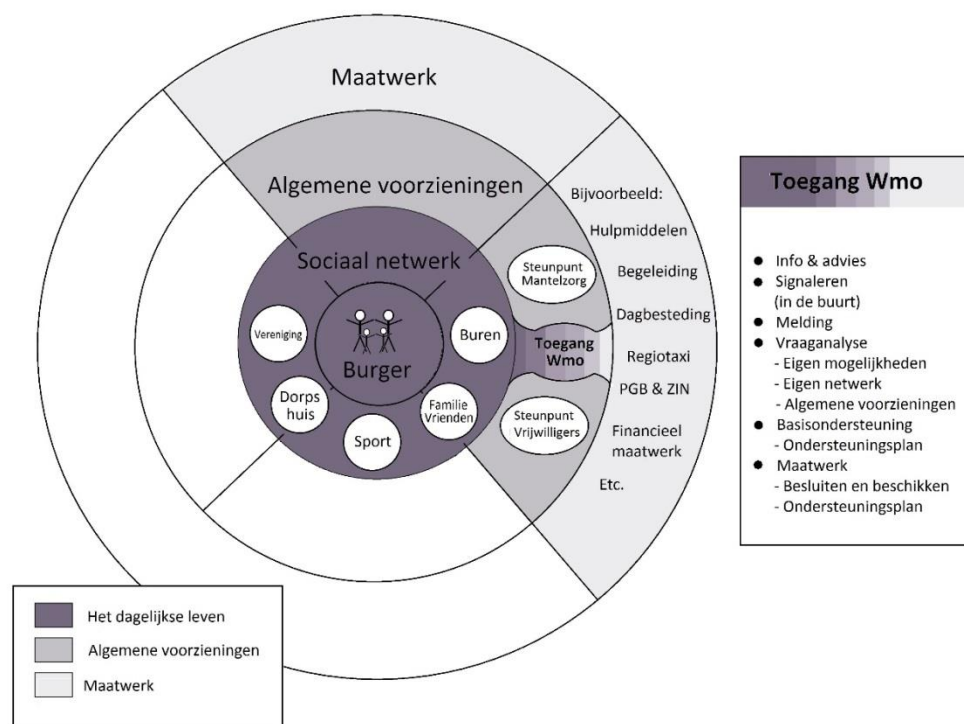 Maatwerk
Algemene voorzieningen
Sociaal netwerk
Burger
Vereniging
Dorps
huis
Sport
Familie
Vrienden
Buren
Steunpunt
Mantelzorg
Toegang
Wmo
Steunpunt
Vrijwilligers
Bijvoorbeeld:
Hulpmiddelen
Begeleiding
Dagbesteding
Regiotaxi
PGB & ZIN
Financieel
maatwerk
Etc.
Toegang Wmo
● Info & advies
● Signaleren
(in de buurt)
● Melding
● Vraaganalyse
- Eigen mogelijkheden
- Eigen netwerk
- Algemene voorzieningen
● Basisondersteuning
- Ondersteuningsplan
● Maatwerk
- Besluiten en beschikken
- Ondersteuningsplan
Het dagelijkse leven
Algemene voorzieningen
Maatwerk